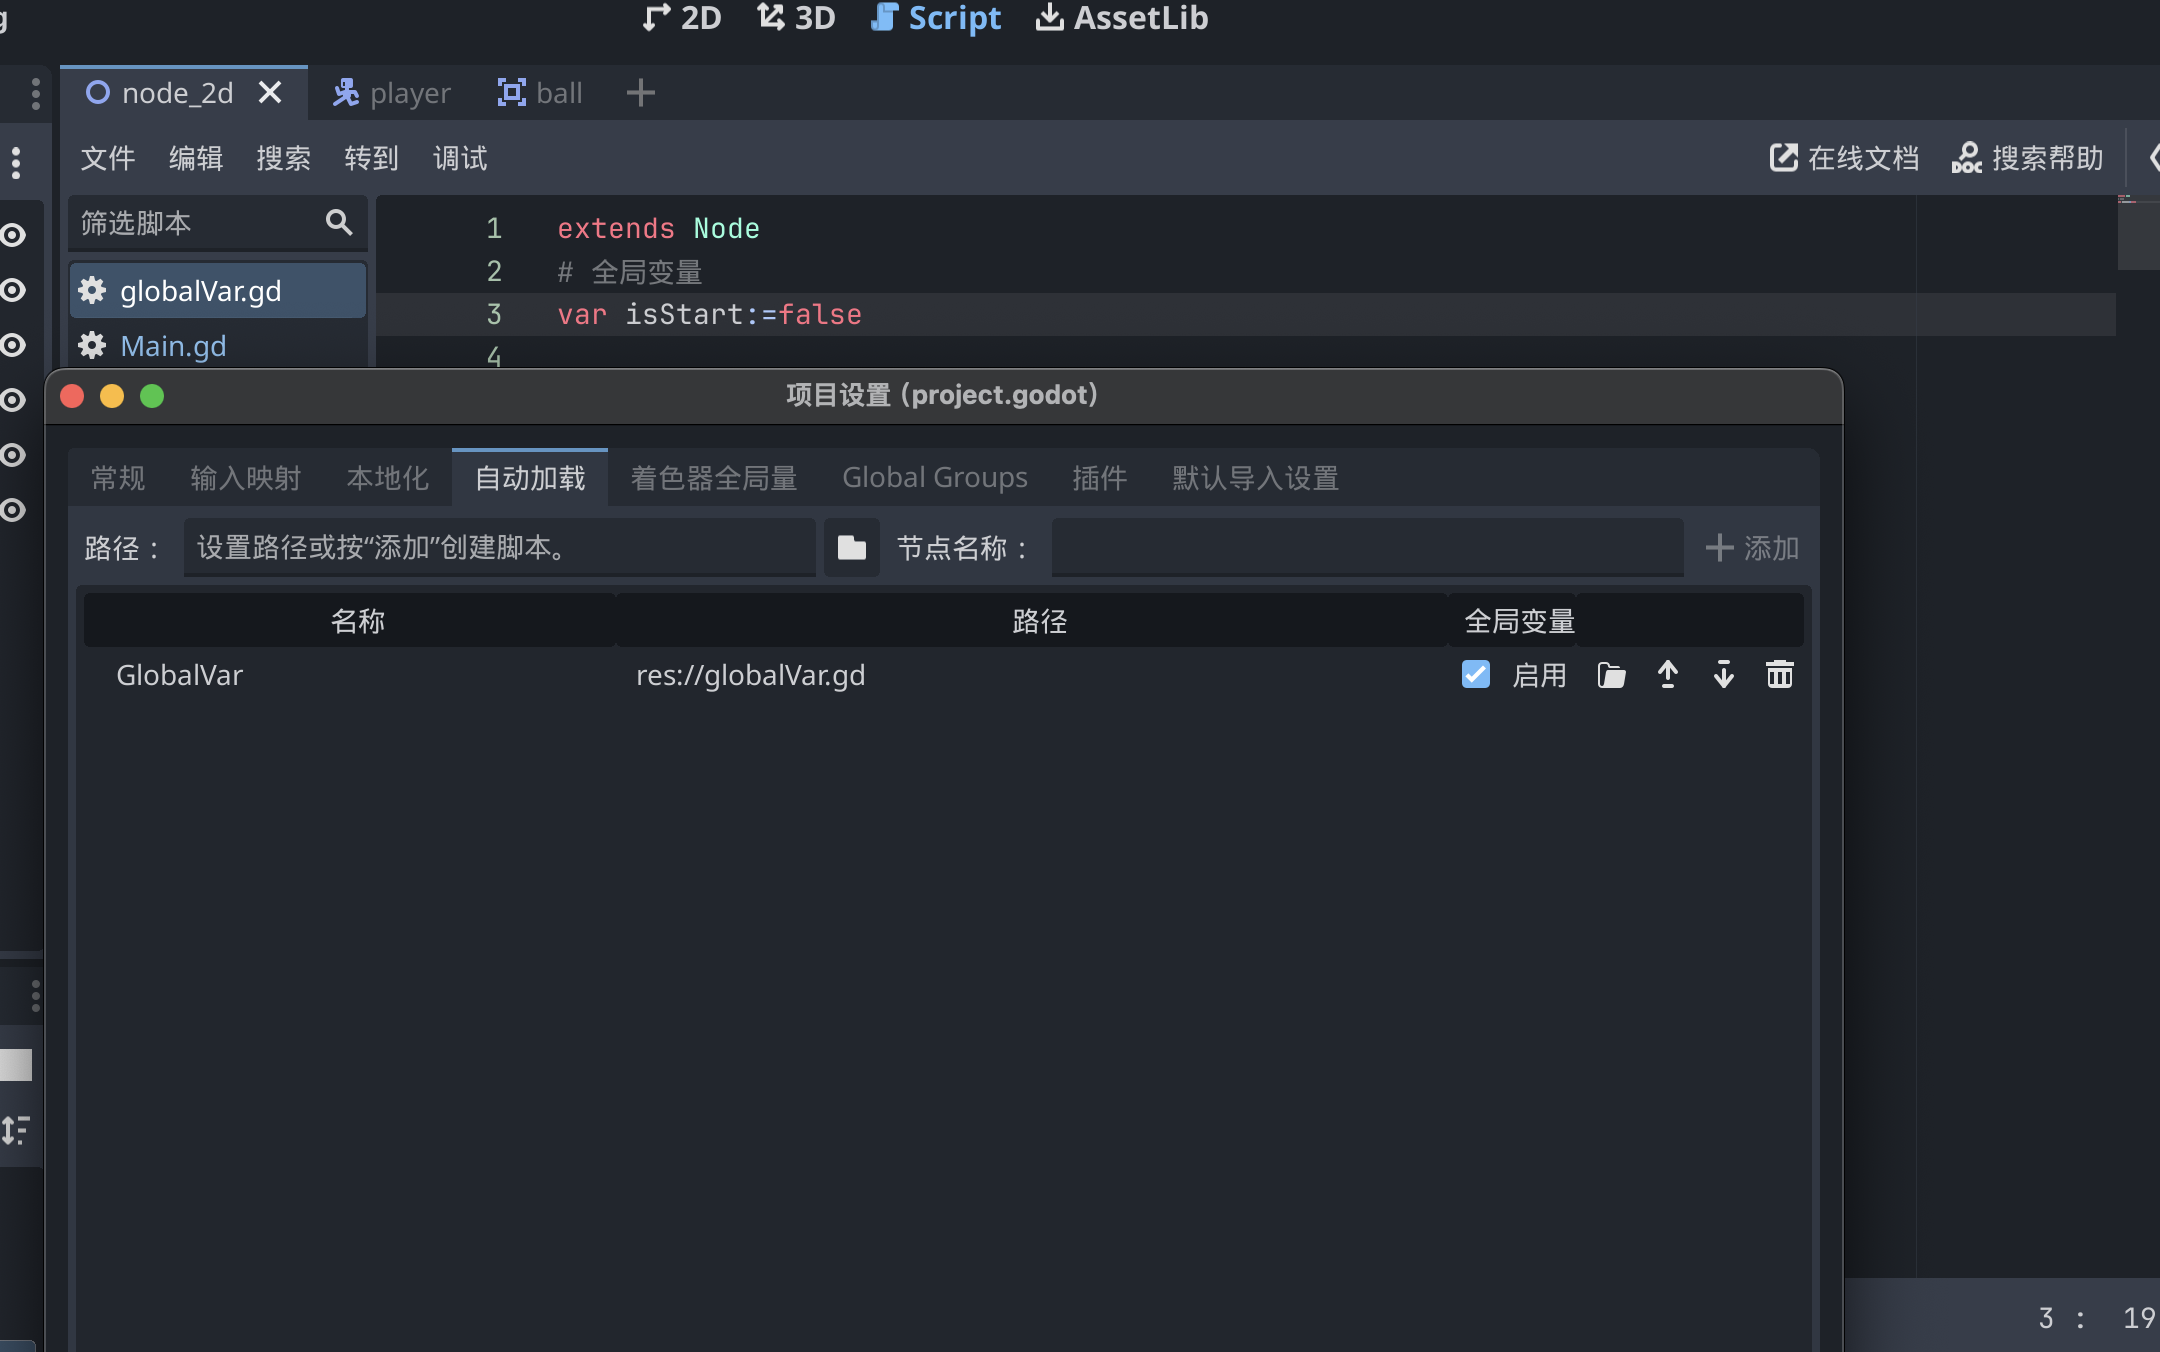 2D 3D Script AssetLib
node_2d player ball
文件 编辑 搜索 转到 调试 在线文档 搜索帮助
筛选脚本
globalVar.gd
Main.gd
1 extends Node
2 # 全局变量
3 var isStart:=false
4
项目设置 (project.godot)
常规 输入映射 本地化 自动加载 着色器全局量 Global Groups 插件 默认导入设置
路径： 设置路径或按“添加”创建脚本。 节点名称： 添加
名称 路径 全局变量
GlobalVar res://globalVar.gd 启用
3 : 19